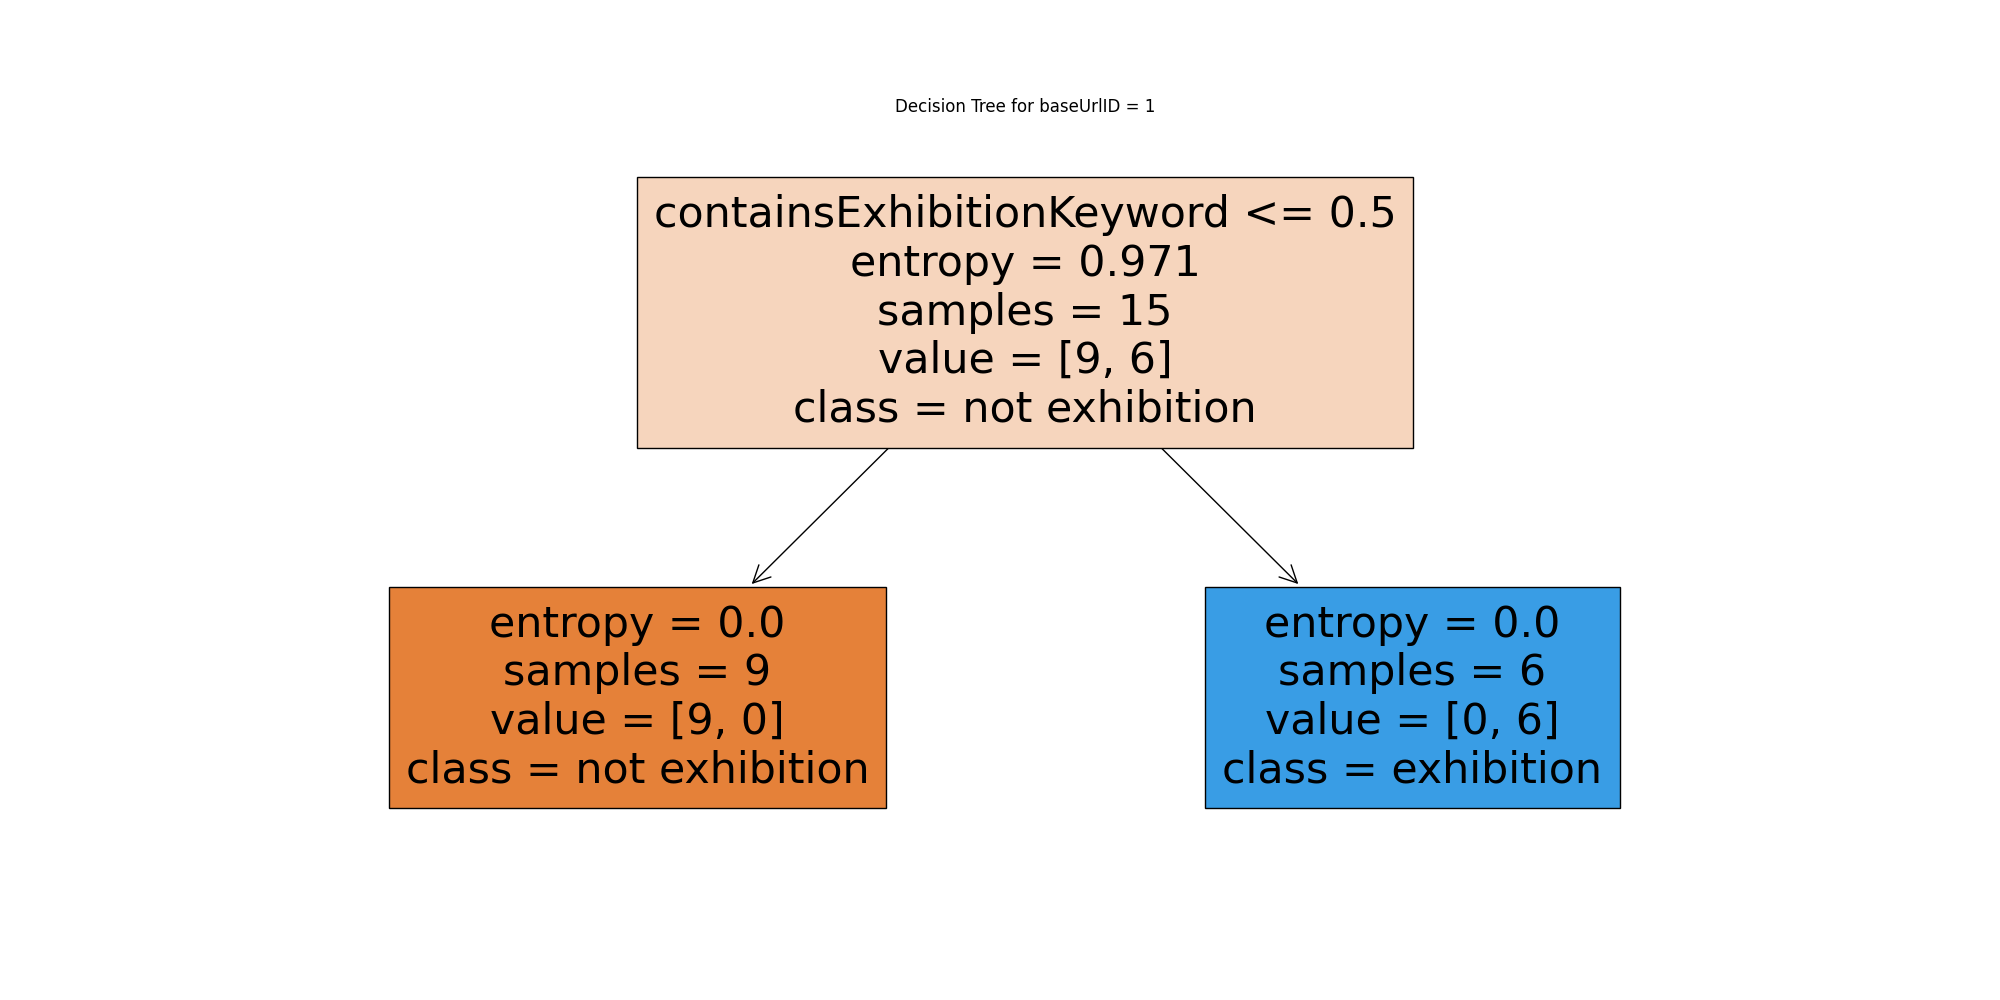 Decision Tree for baseUrlID = 1
containsExhibitionKeyword <= 0.5
entropy = 0.971
samples = 15
value = [9, 6]
class = not exhibition
entropy = 0.0
samples = 9
value = [9, 0]
class = not exhibition
entropy = 0.0
samples = 6
value = [0, 6]
class = exhibition